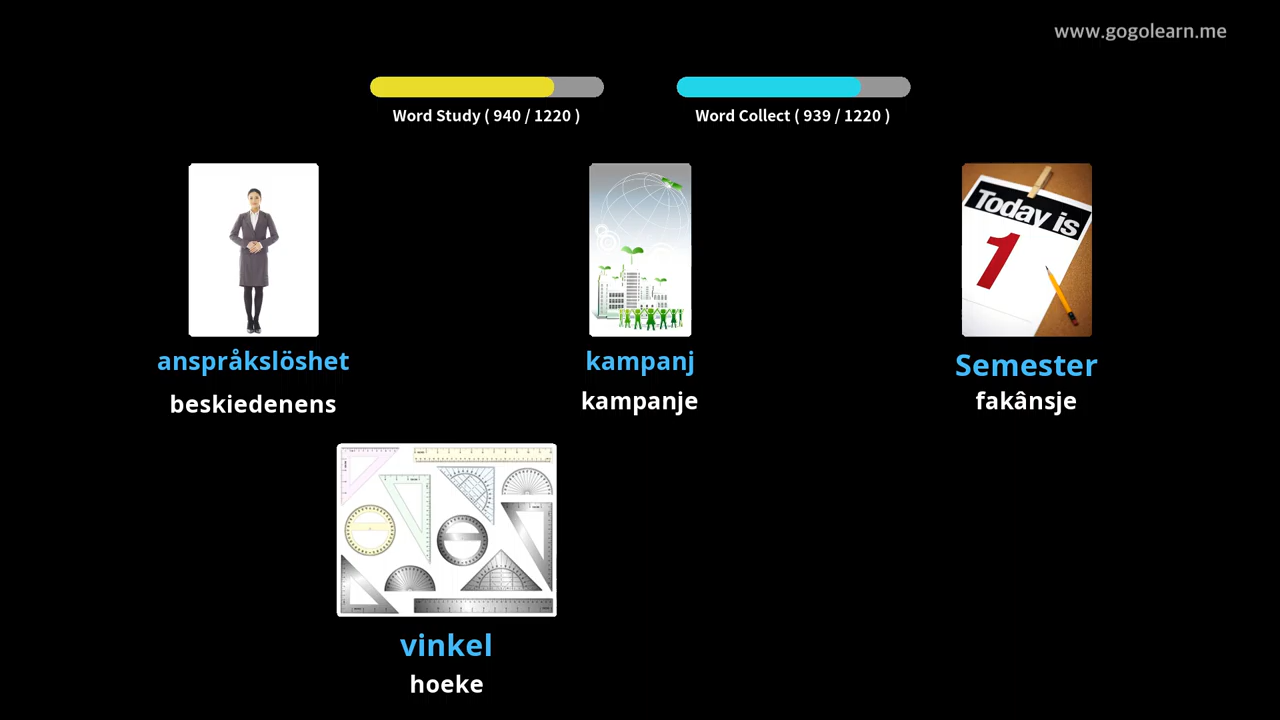 www.gogolearn.me
Word Study ( 940 / 1220 )
Word Collect ( 939 / 1220 )
Today is
1
anspråkslöshet
kampanj
Semester
beskiedenens
kampanje
fakânsje
vinkel
hoeke